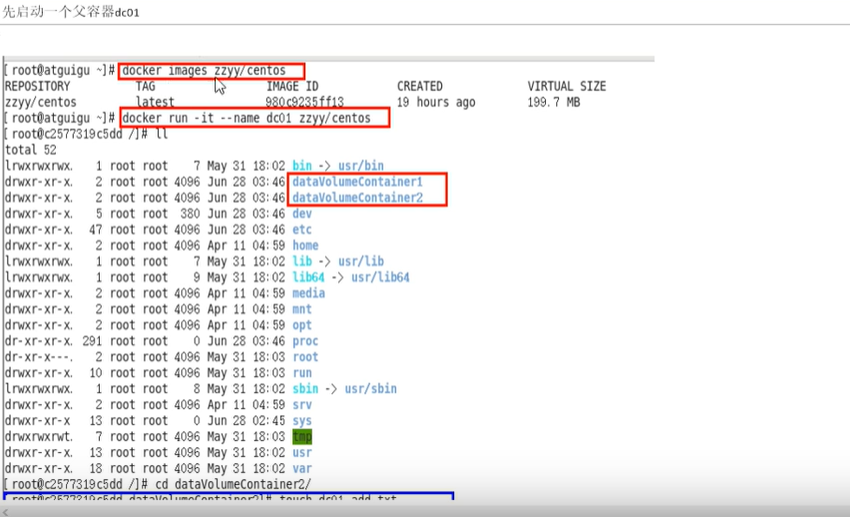 先启动一个父容器dc01
[root@atguigu ~]# docker images zzyy/centos
REPOSITORY TAG IMAGE ID CREATED VIRTUAL SIZE
zzyy/centos latest 980c9235ff13 19 hours ago 199.7 MB
[root@atguigu ~]# docker run -it --name dc01 zzyy/centos
[root@c2577319c5dd /]# ll
total 52
lrwxrwxrwx. 1 root root 7 May 31 18:02 bin -> usr/bin
drwxr-xr-x. 2 root root 4096 Jun 28 03:46 dataVolumeContainer1
drwxr-xr-x. 2 root root 4096 Jun 28 03:46 dataVolumeContainer2
drwxr-xr-x. 5 root root 380 Jun 28 03:46 dev
drwxr-xr-x. 47 root root 4096 Jun 28 03:46 etc
drwxr-xr-x. 2 root root 4096 Apr 11 04:59 home
lrwxrwxrwx. 1 root root 7 May 31 18:02 lib -> usr/lib
lrwxrwxrwx. 1 root root 9 May 31 18:02 lib64 -> usr/lib64
drwxr-xr-x. 2 root root 4096 Apr 11 04:59 media
drwxr-xr-x. 2 root root 4096 Apr 11 04:59 mnt
drwxr-xr-x. 2 root root 4096 Apr 11 04:59 opt
dr-xr-xr-x. 291 root root 0 Jun 28 03:46 proc
dr-xr-x---. 2 root root 4096 May 31 18:03 root
drwxr-xr-x. 10 root root 4096 May 31 18:03 run
lrwxrwxrwx. 1 root root 8 May 31 18:02 sbin -> usr/sbin
drwxr-xr-x. 2 root root 4096 Apr 11 04:59 srv
drwxr-xr-x 13 root root 0 Jun 28 02:45 sys
drwxrwxrwt. 7 root root 4096 May 31 18:03 tmp
drwxr-xr-x. 13 root root 4096 May 31 18:02 usr
drwxr-xr-x. 18 root root 4096 May 31 18:02 var
[root@c2577319c5dd /]# cd dataVolumeContainer2/
[root@c2577319c5dd dataVolumeContainer2]# touch dc01_add.txt